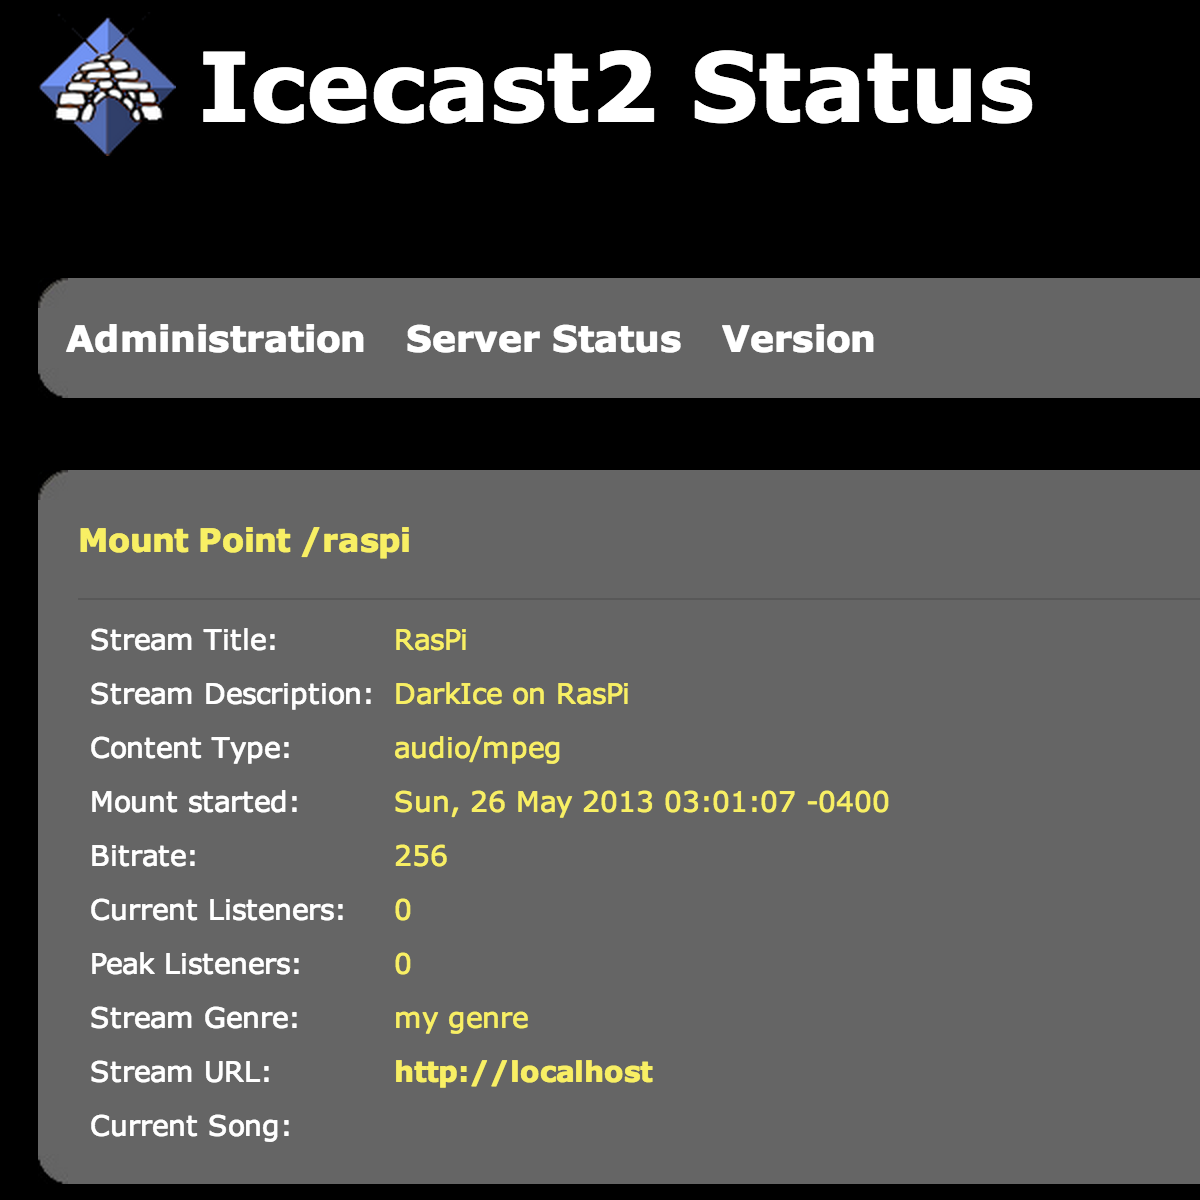 Icecast2 Status
Administration Server Status Version
Mount Point /raspi
Stream Title: RasPi
Stream Description: DarkIce on RasPi
Content Type: audio/mpeg
Mount started: Sun, 26 May 2013 03:01:07 -0400
Bitrate: 256
Current Listeners: 0
Peak Listeners: 0
Stream Genre: my genre
Stream URL: http://localhost
Current Song: